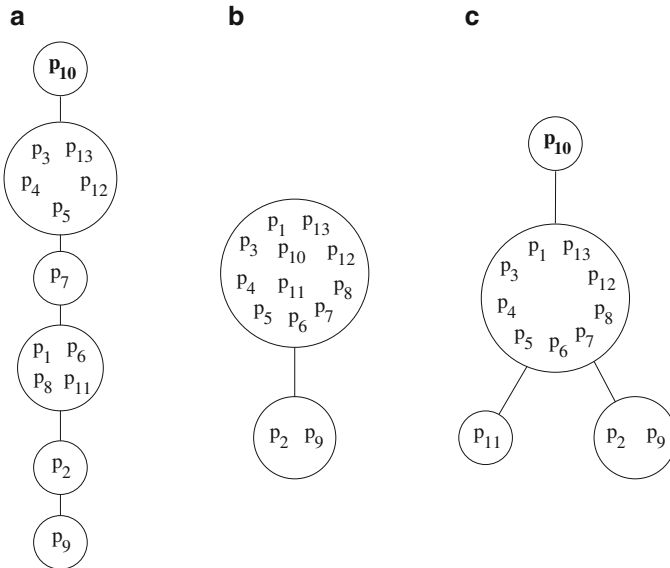 a
p10
p3 p13
p4 p12
p5
p7
p1 p6
p8 p11
p2
p9
b
p1 p13
p3 p10 p12
p4 p11 p8
p5 p6 p7
p2 p9
c
p10
p1 p13
p3 p12
p4 p8
p5 p6 p7
p11
p2 p9